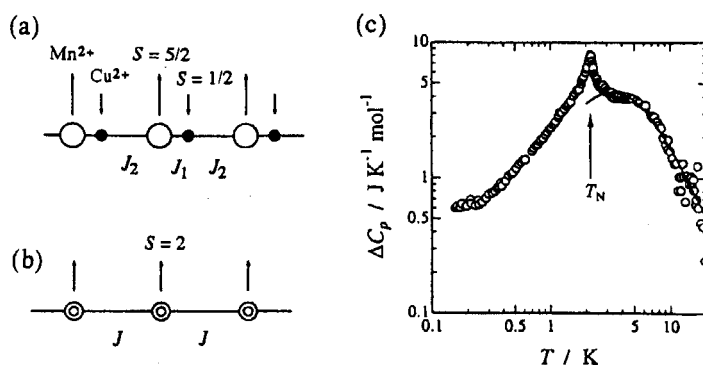 (a)
Mn²⁺
Cu²⁺
S = 5/2
S = 1/2
J₂ J₁ J₂
(b)
S = 2
J J
(c)
10
5
1
0.5
0.1
ΔCₚ / J K⁻¹ mol⁻¹
T_N
0.1 0.5 1 5 10
T / K